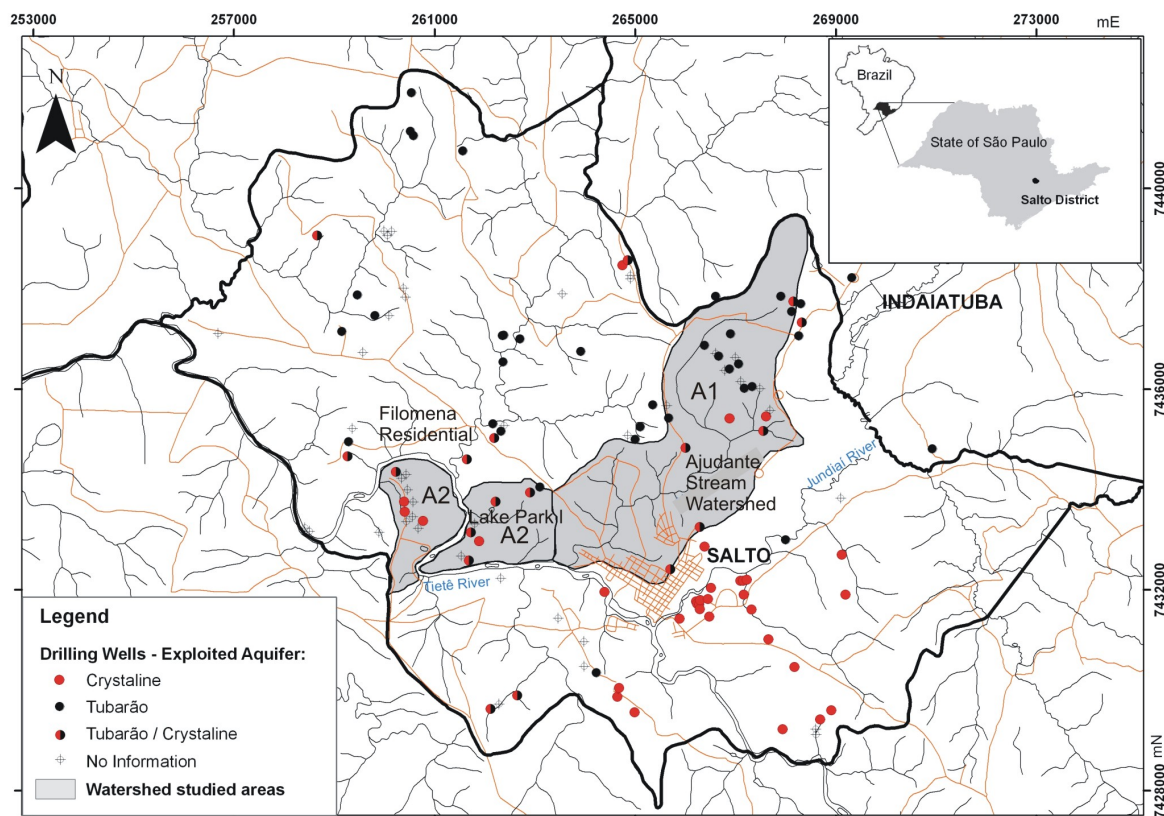 253000
257000
261000
265000
269000
273000
mE
N
Brazil
State of São Paulo
Salto District
7440000
INDAIATUBA
A1
7436000
Filomena
Residential
Ajudante
Stream
Watershed
Jundiaí River
A2
Lake Park I
A2
SALTO
Tietê River
7432000
Legend
Drilling Wells - Exploited Aquifer:
Crystaline
Tubarão
Tubarão / Crystaline
No Information
Watershed studied areas
7428000
mN